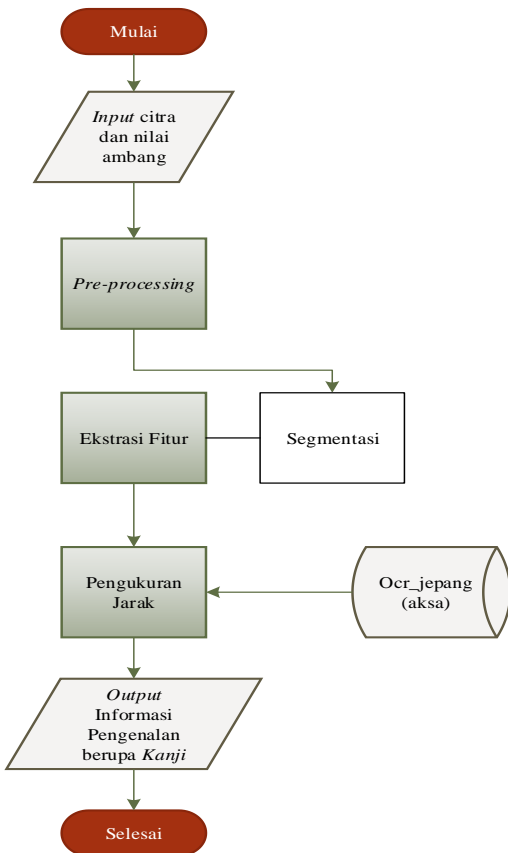 Mulai
Input citra
dan nilai
ambang
Pre-processing
Segmentasi
Ekstrasi Fitur
Pengukuran
Jarak
Ocr_jepang
(aksa)
Output
Informasi
Pengenalan
berupa Kanji
Selesai